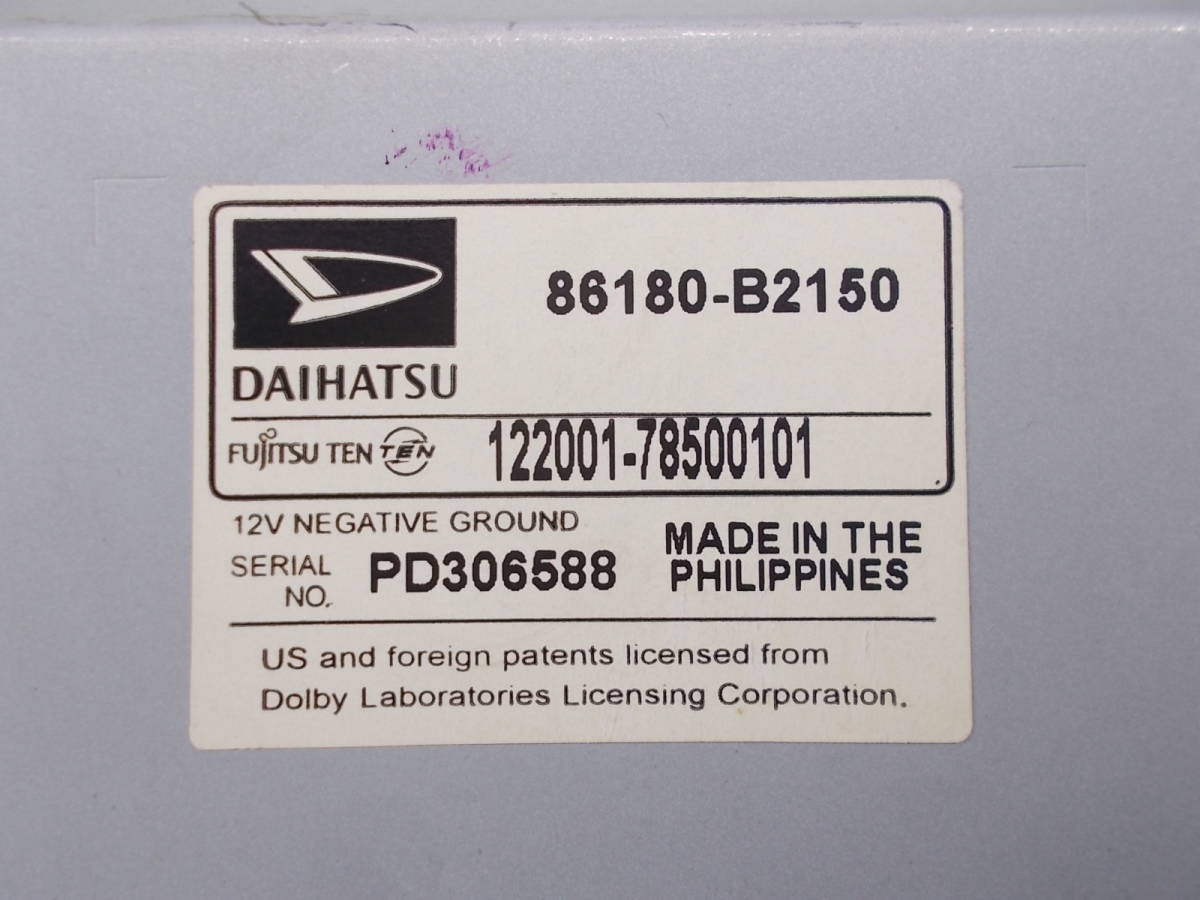 86180-B2150
DAIHATSU
FUJITSU TEN TEN 122001-78500101
12V NEGATIVE GROUND
SERIAL NO. PD306588
MADE IN THE
PHILIPPINES
US and foreign patents licensed from
Dolby Laboratories Licensing Corporation.